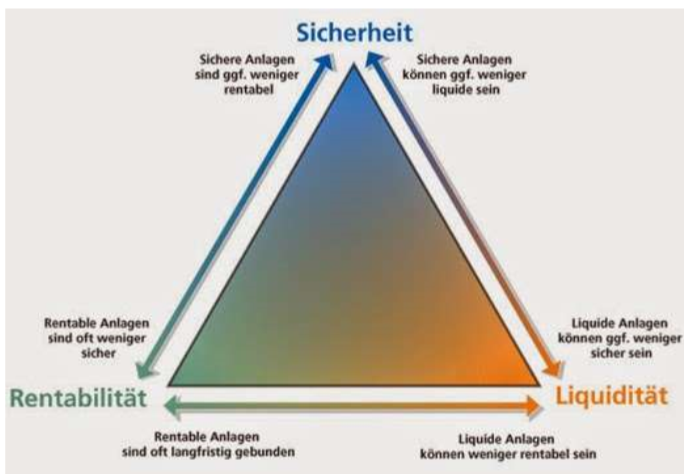 Sicherheit
Sichere Anlagen
sind ggf. weniger
rentabel
Sichere Anlagen
können ggf. weniger
liquide sein
Rentable Anlagen
sind oft weniger
sicher
Liquide Anlagen
können ggf. weniger
sicher sein
Rentabilität
Liquidität
Rentable Anlagen
sind oft langfristig gebunden
Liquide Anlagen
können weniger rentabel sein